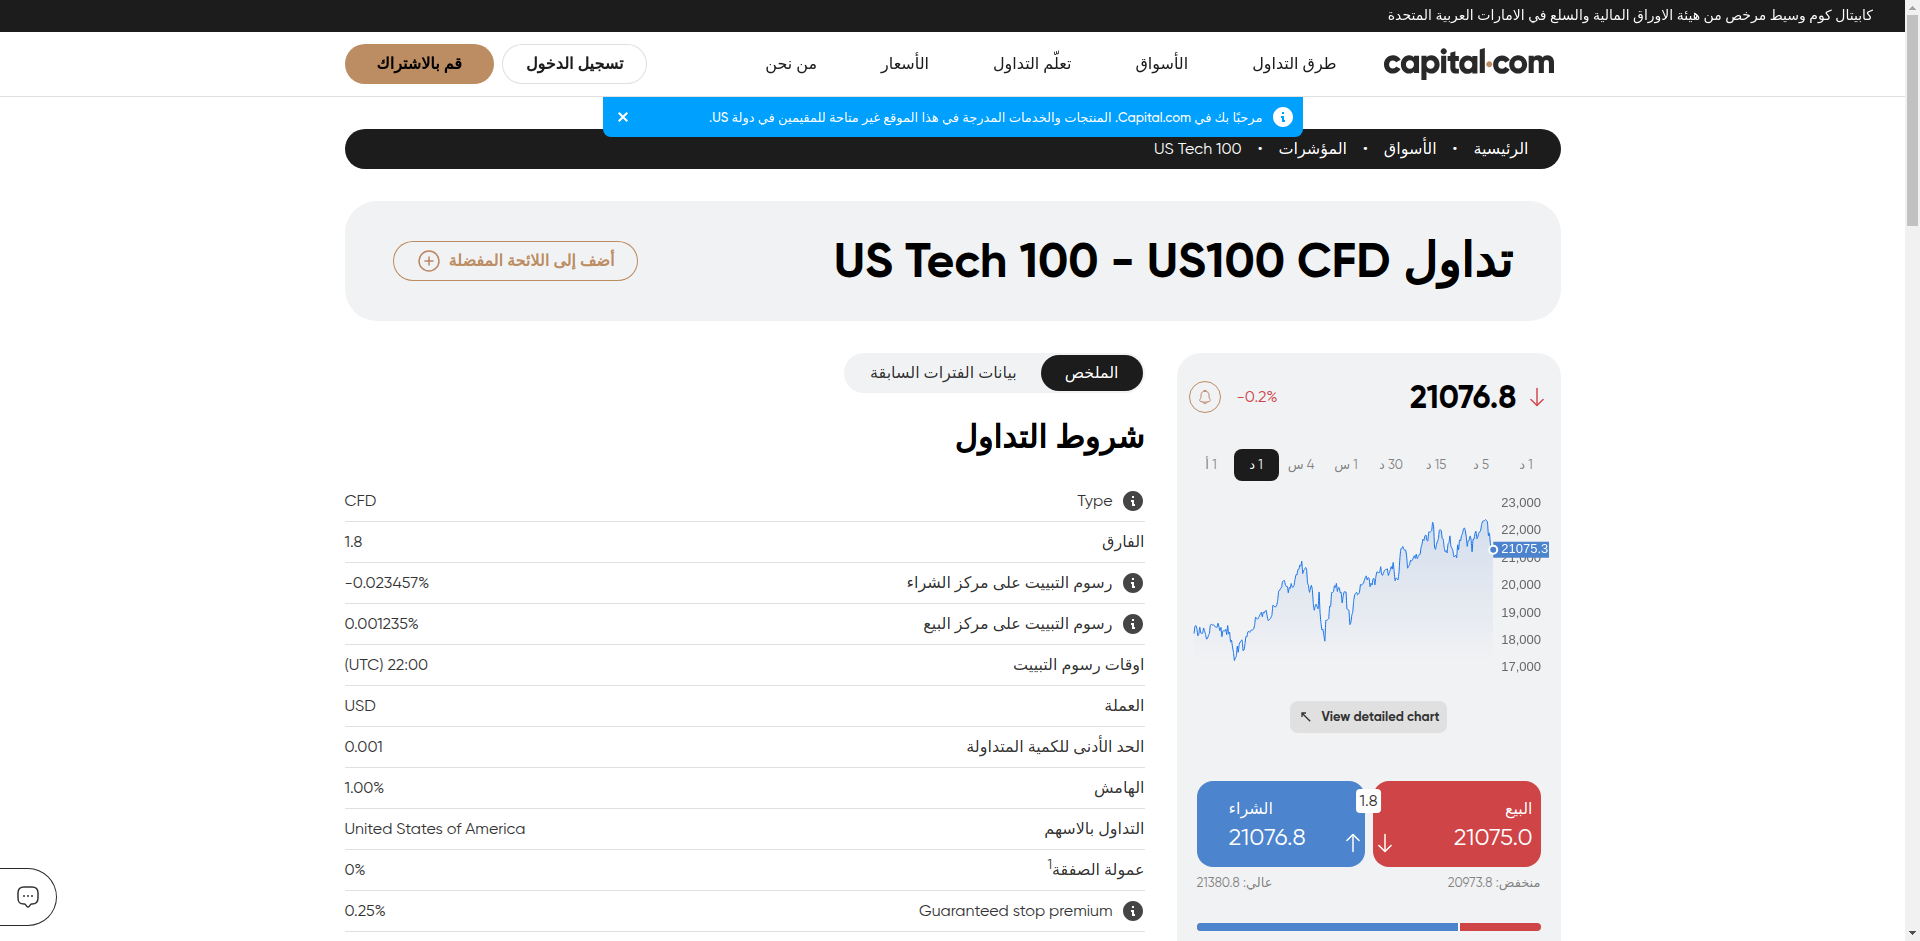 كابيتال كوم وسيط مرخص من هيئة الاوراق المالية والسلع في الامارات العربية المتحدة
capital.com
طرق التداول
الأسواق
تعلّم التداول
الأسعار
من نحن
تسجيل الدخول
قم بالاشتراك
مرحبًا بك في Capital.com. المنتجات والخدمات المدرجة في هذا الموقع غير متاحة للمقيمين في دولة US.
الرئيسية • الأسواق • المؤشرات • US Tech 100
تداول US Tech 100 - US100 CFD
أضف إلى اللائحة المفضلة
21076.8
-0.2%
1 د
5 د
15 د
30 د
1 س
4 س
1 د
1 أ
23,000
22,000
21075.3
21,000
20,000
19,000
18,000
17,000
View detailed chart
البيع
21075.0
1.8
الشراء
21076.8
منخفض: 20973.8
عالي: 21380.8
الملخص
بيانات الفترات السابقة
شروط التداول
Type CFD
الفارق 1.8
رسوم التبييت على مركز الشراء -0.023457%
رسوم التبييت على مركز البيع 0.001235%
اوقات رسوم التبييت 22:00 (UTC)
العملة USD
الحد الأدنى للكمية المتداولة 0.001
الهامش 1.00%
التداول بالاسهم United States of America
عمولة الصفقة1 0%
Guaranteed stop premium 0.25%